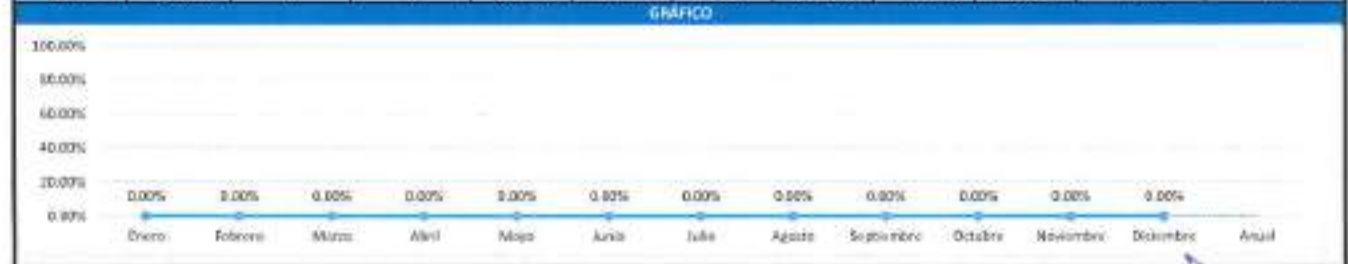 GRÁFICO
100.00%
80.00%
60.00%
40.00%
20.00%
0.00% 0.00% 0.00% 0.00% 0.00% 0.00% 0.00% 0.00% 0.00% 0.00% 0.00% 0.00%
0.00%
Enero Febrero Marzo Abril Mayo Junio Julio Agosto Septiembre Octubre Noviembre Diciembre Anual